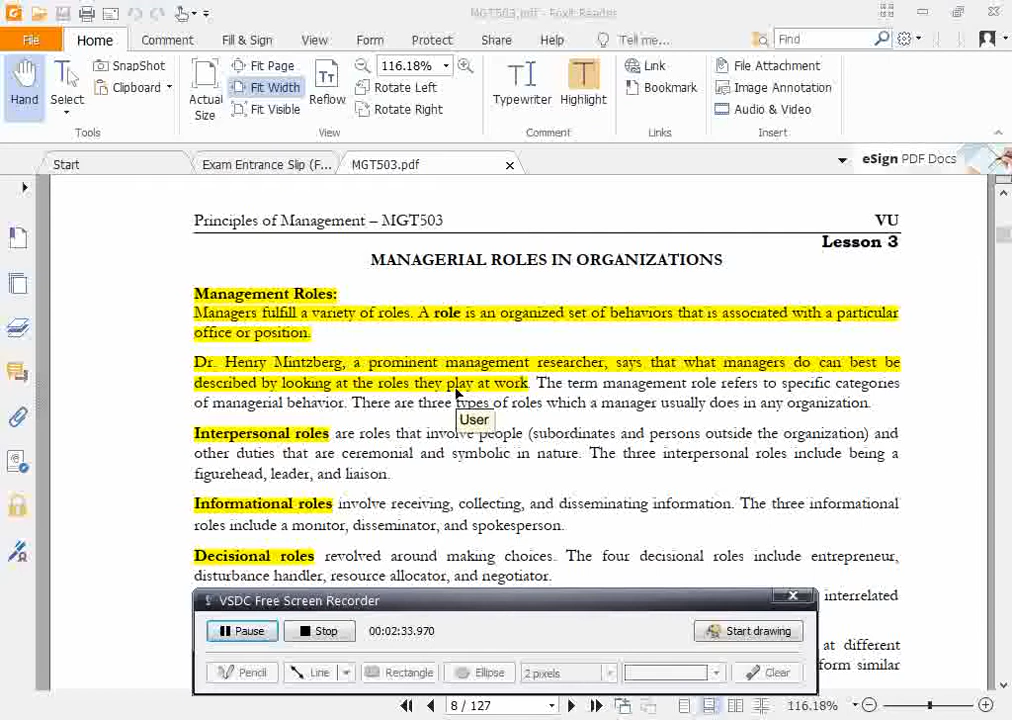 MGT503.pdf - Foxit Reader
File Home Comment Fill & Sign View Form Protect Share Help Tell me... Find
Hand
Select
SnapShot
Clipboard
Tools
Actual Size
Fit Page
Fit Width
Fit Visible
Reflow
116.18%
Rotate Left
Rotate Right
View
Typewriter
Highlight
Comment
Link
Bookmark
Links
File Attachment
Image Annotation
Audio & Video
Insert
Start Exam Entrance Slip (F... MGT503.pdf eSign PDF Docs
Principles of Management – MGT503 VU
Lesson 3
MANAGERIAL ROLES IN ORGANIZATIONS
Management Roles:
Managers fulfill a variety of roles. A role is an organized set of behaviors that is associated with a particular
office or position.
Dr. Henry Mintzberg, a prominent management researcher, says that what managers do can best be
described by looking at the roles they play at work. The term management role refers to specific categories
of managerial behavior. There are three types of roles which a manager usually does in any organization.
User
Interpersonal roles are roles that involve people (subordinates and persons outside the organization) and
other duties that are ceremonial and symbolic in nature. The three interpersonal roles include being a
figurehead, leader, and liaison.
Informational roles involve receiving, collecting, and disseminating information. The three informational
roles include a monitor, disseminator, and spokesperson.
Decisional roles revolved around making choices. The four decisional roles include entrepreneur,
disturbance handler, resource allocator, and negotiator.
interrelated
at different
form similar
VSDC Free Screen Recorder
Pause Stop 00:02:33.970 Start drawing
Pencil Line Rectangle Ellipse 2 pixels Clear
8 / 127 116.18%